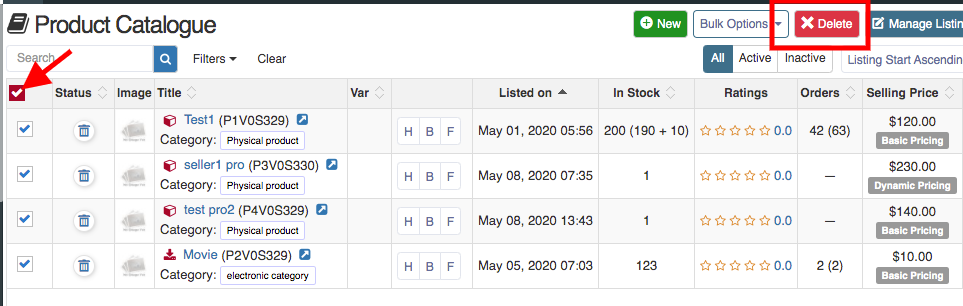 Product Catalogue
New Bulk Options Delete Manage Listin
Search Filters Clear
All Active Inactive Listing Start Ascendin
Status Image Title Var Listed on In Stock Ratings Orders Selling Price
Test1 (P1V0S329) H B F May 01, 2020 05:56 200 (190 + 10) 0.0 42 (63) $120.00
Category: Physical product Basic Pricing
seller1 pro (P3V0S330) H B F May 08, 2020 07:35 1 0.0 — $230.00
Category: Physical product Dynamic Pricing
test pro2 (P4V0S329) H B F May 08, 2020 13:43 1 0.0 — $140.00
Category: Physical product Basic Pricing
Movie (P2V0S329) H B F May 05, 2020 07:03 123 0.0 2 (2) $10.00
Category: electronic category Basic Pricing